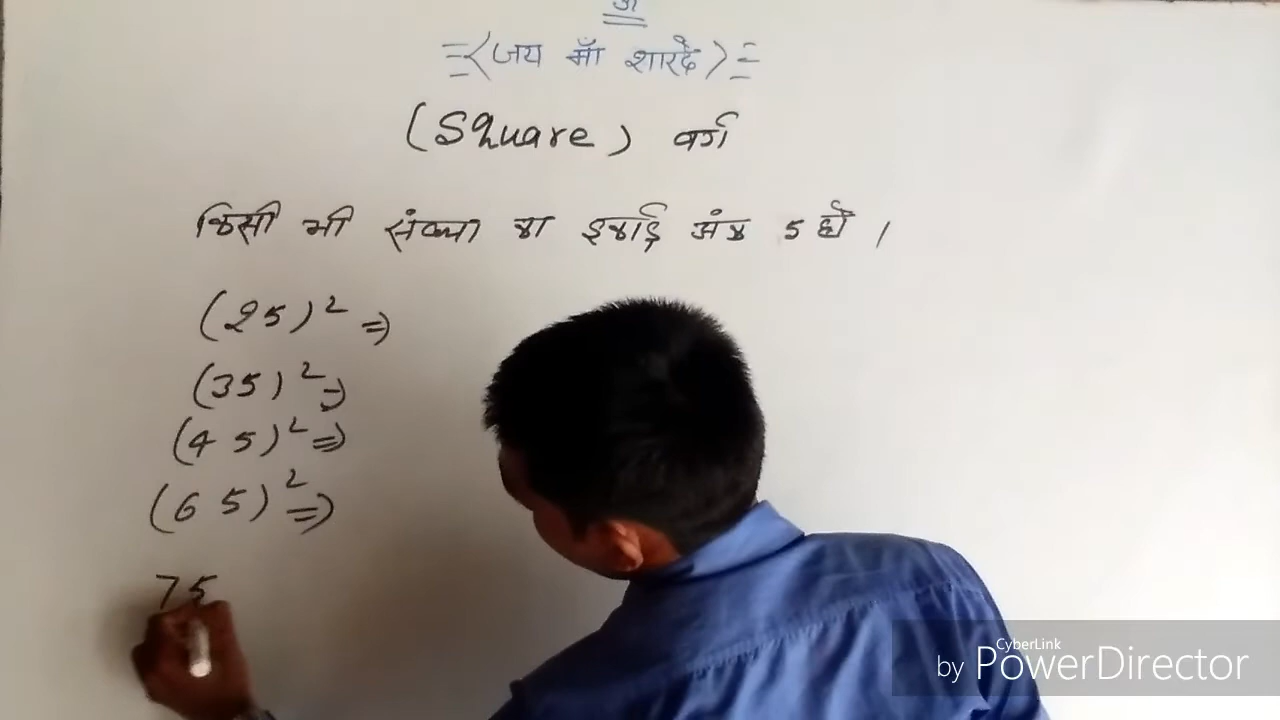 ॐ
=<जय माँ शारदे>=
(Square) वर्ग
किसी भी संख्या का इकाई अंक 5 हो ।
(25)² =>
(35)² =>
(45)² =>
(65)² =>
75
CyberLink
by PowerDirector